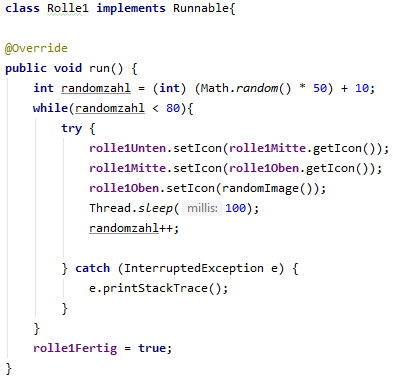 class Rolle1 implements Runnable{
@Override
public void run() {
int randomzahl = (int) (Math.random() * 50) + 10;
while(randomzahl < 80){
try {
rolle1Unten.setIcon(rolle1Mitte.getIcon());
rolle1Mitte.setIcon(rolle1Oben.getIcon());
rolle1Oben.setIcon(randomImage());
Thread.sleep( millis: 100);
randomzahl++;
} catch (InterruptedException e) {
e.printStackTrace();
}
}
rolle1Fertig = true;
}